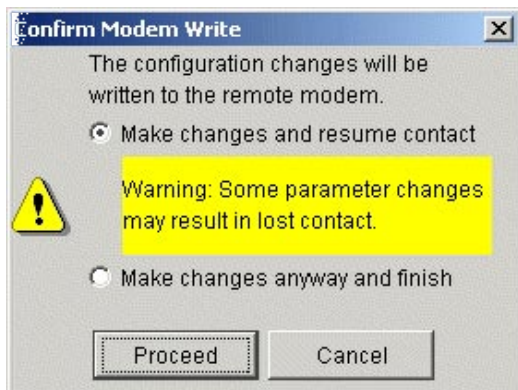 Confirm Modem Write
The configuration changes will be
written to the remote modem.
Make changes and resume contact
Warning: Some parameter changes
may result in lost contact.
Make changes anyway and finish
Proceed
Cancel